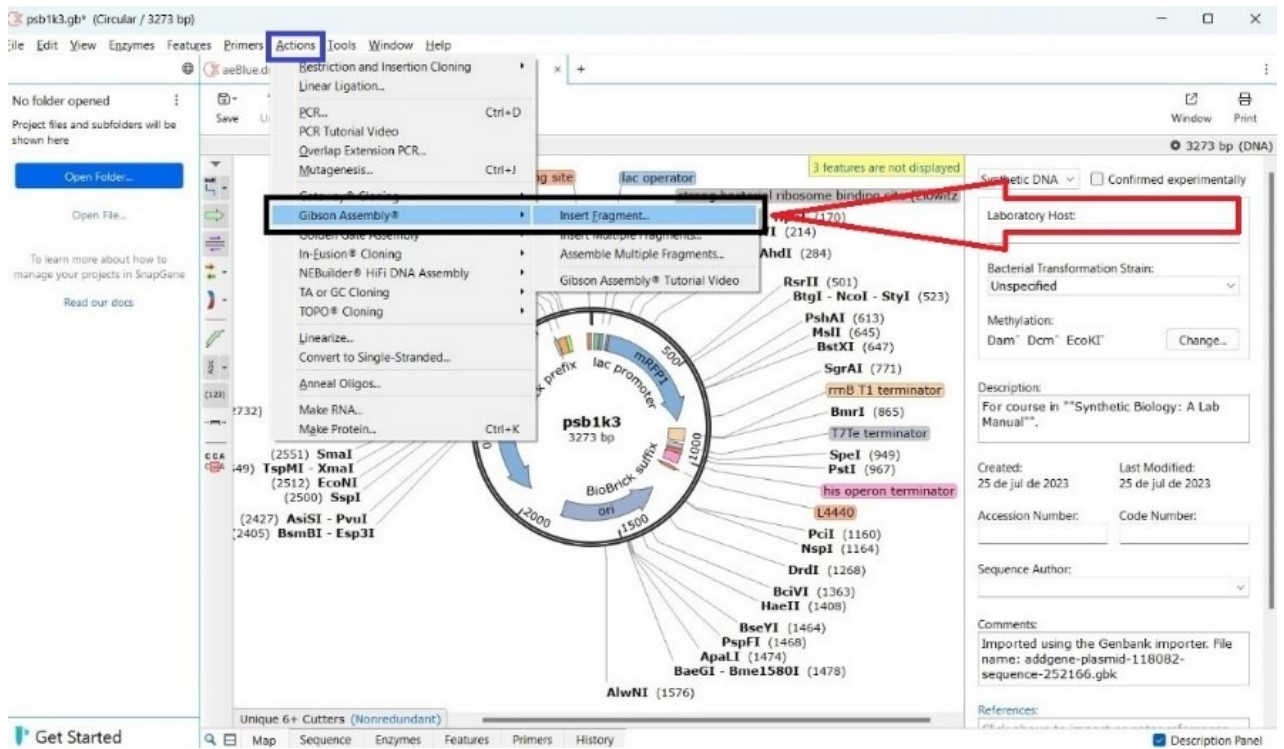 psb1k3.gb* (Circular / 3273 bp)
File Edit View Enzymes Features Primers Actions Tools Window Help
aeBlue.d
No folder opened
Project files and subfolders will be
shown here
Open Folder...
Open File...
To learn more about how to
manage your projects in SnapGene
Read our docs
Get Started
Save
Window
Print
3273 bp (DNA)
Restriction and Insertion Cloning
Linear Ligation...
PCR... Ctrl+D
PCR Tutorial Video
Overlap Extension PCR...
Mutagenesis... Ctrl+J
Gateway® Cloning
Gibson Assembly®
Golden Gate Assembly
In-Fusion® Cloning
NEBuilder® HiFi DNA Assembly
TA or GC Cloning
TOPO® Cloning
Linearize...
Convert to Single-Stranded...
Anneal Oligos...
Make RNA...
Make Protein... Ctrl+K
Insert Fragment...
Insert Multiple Fragments...
Assemble Multiple Fragments...
Gibson Assembly® Tutorial Video
3 features are not displayed
ng site
lac operator
strong bacterial ribosome binding site (Elowitz
(170)
VI (214)
AhdI (284)
RsrII (501)
BtgI - NcoI - StyI (523)
PshAI (613)
MslI (645)
BstXI (647)
SgrAI (771)
rrnB T1 terminator
BmrI (865)
T7Te terminator
SpeI (949)
PstI (967)
his operon terminator
L4440
PciI (1160)
NspI (1164)
DrdI (1268)
BciVI (1363)
HaeII (1408)
BseYI (1464)
PspFI (1468)
ApaLI (1474)
BaeGI - Bme1580I (1478)
AlwNI (1576)
2732)
(2551) SmaI
549) TspMI - XmaI
(2512) EcoNI
(2500) SspI
(2427) AsiSI - PvuI
(2405) BsmBI - Esp3I
prefix
lac promoter
mRFP1
500
1000
1500
2000
BioBrick suffix
ori
psb1k3
3273 bp
Unique 6+ Cutters (Nonredundant)
Map Sequence Enzymes Features Primers History
Synthetic DNA
Confirmed experimentally
Laboratory Host:
Bacterial Transformation Strain:
Unspecified
Methylation:
Dam⁻ Dcm⁻ EcoKI⁻
Change...
Description:
For course in ""Synthetic Biology: A Lab
Manual"".
Created: Last Modified:
25 de jul de 2023 25 de jul de 2023
Accession Number: Code Number:
Sequence Author:
Comments:
Imported using the Genbank importer. File
name: addgene-plasmid-118082-
sequence-252166.gbk
References:
Description Panel